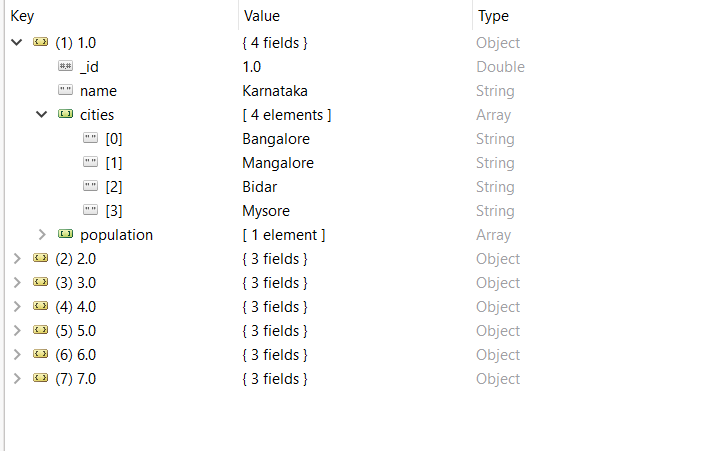 Key Value Type
(1) 1.0 { 4 fields } Object
_id 1.0 Double
name Karnataka String
cities [ 4 elements ] Array
[0] Bangalore String
[1] Mangalore String
[2] Bidar String
[3] Mysore String
population [ 1 element ] Array
(2) 2.0 { 3 fields } Object
(3) 3.0 { 3 fields } Object
(4) 4.0 { 3 fields } Object
(5) 5.0 { 3 fields } Object
(6) 6.0 { 3 fields } Object
(7) 7.0 { 3 fields } Object